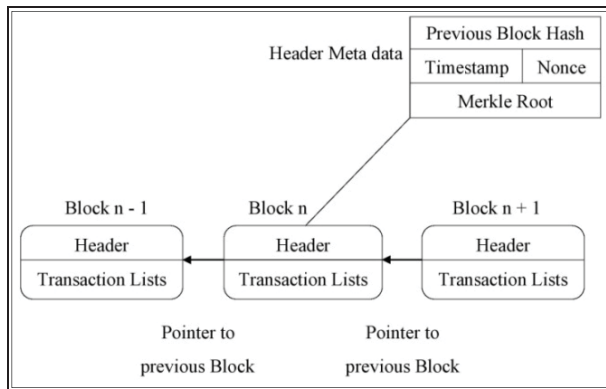 Previous Block Hash
Header Meta data
Timestamp Nonce
Merkle Root
Block n - 1 Block n Block n + 1
Header Header Header
Transaction Lists Transaction Lists Transaction Lists
Pointer to Pointer to
previous Block previous Block